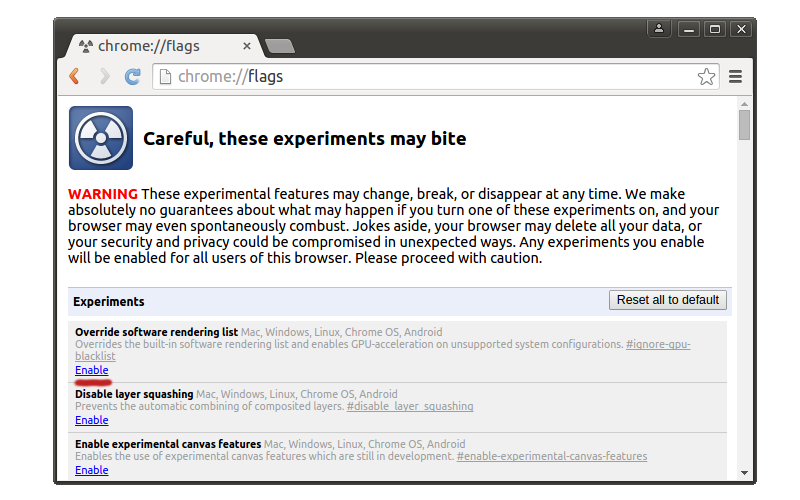 chrome://flags
chrome://flags
Careful, these experiments may bite
WARNING These experimental features may change, break, or disappear at any time. We make
absolutely no guarantees about what may happen if you turn one of these experiments on, and your
browser may even spontaneously combust. Jokes aside, your browser may delete all your data, or
your security and privacy could be compromised in unexpected ways. Any experiments you enable
will be enabled for all users of this browser. Please proceed with caution.
Experiments
Reset all to default
Override software rendering list Mac, Windows, Linux, Chrome OS, Android
Overrides the built-in software rendering list and enables GPU-acceleration on unsupported system configurations. #ignore-gpu-
blacklist
Enable
Disable layer squashing Mac, Windows, Linux, Chrome OS, Android
Prevents the automatic combining of composited layers. #disable_layer_squashing
Enable
Enable experimental canvas features Mac, Windows, Linux, Chrome OS, Android
Enables the use of experimental canvas features which are still in development. #enable-experimental-canvas-features
Enable